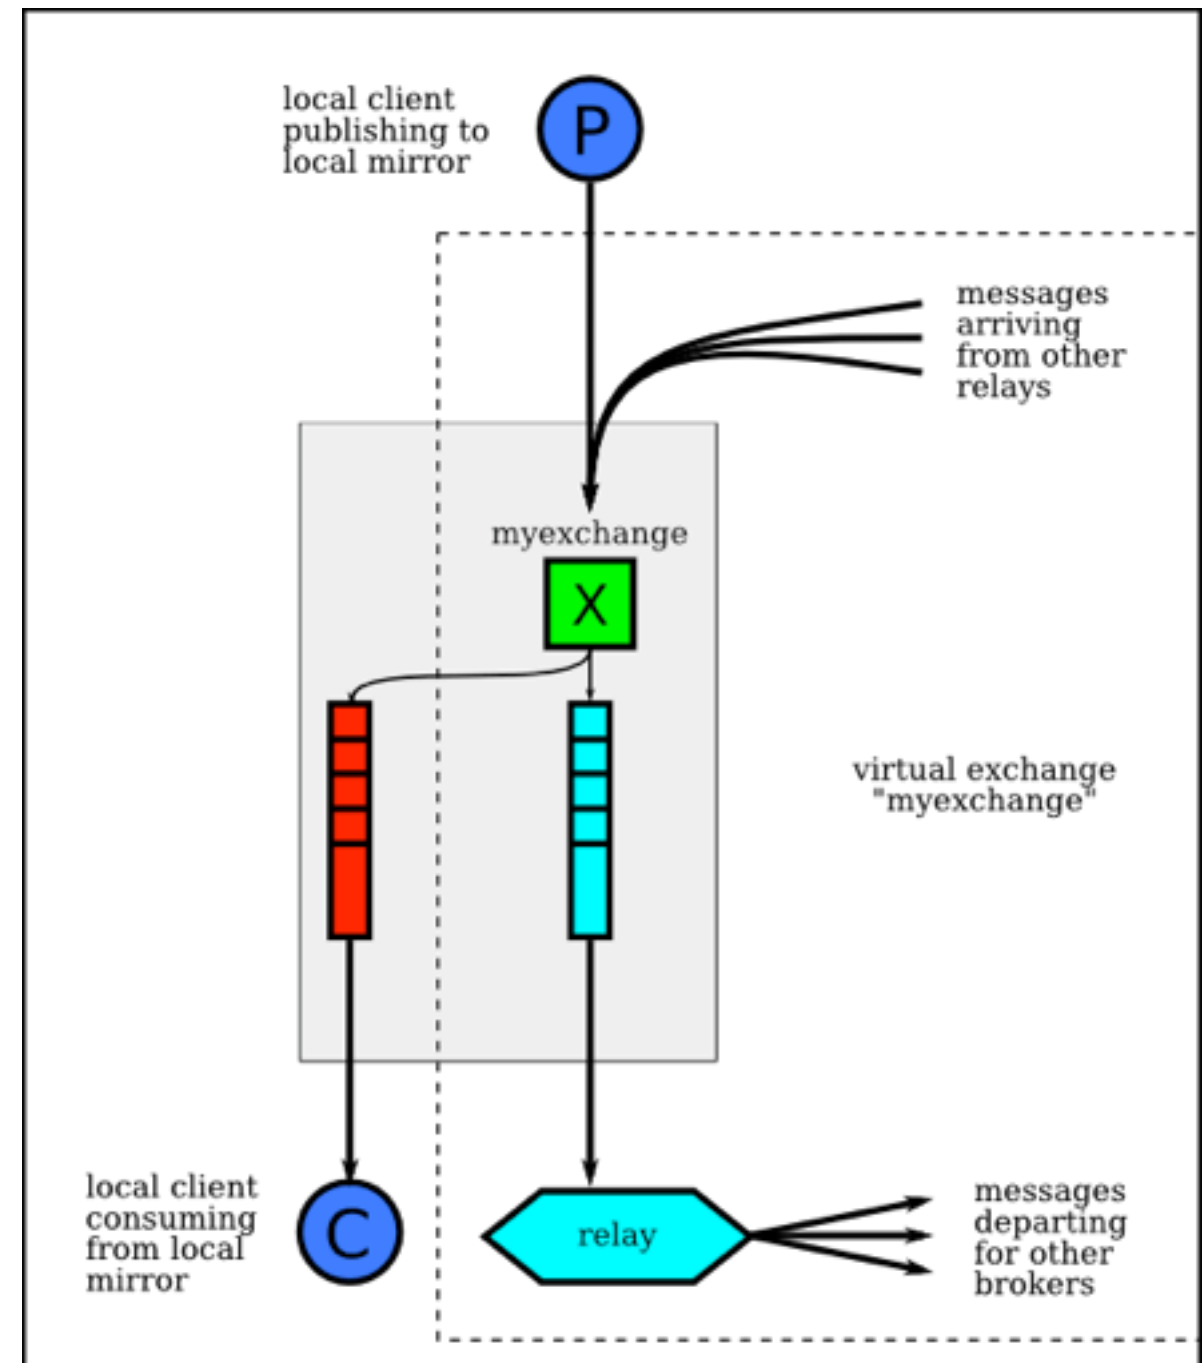 local client
publishing to
local mirror
P
messages
arriving
from other
relays
myexchange
X
virtual exchange
"myexchange"
local client
consuming
from local
mirror
C
relay
messages
departing
for other
brokers